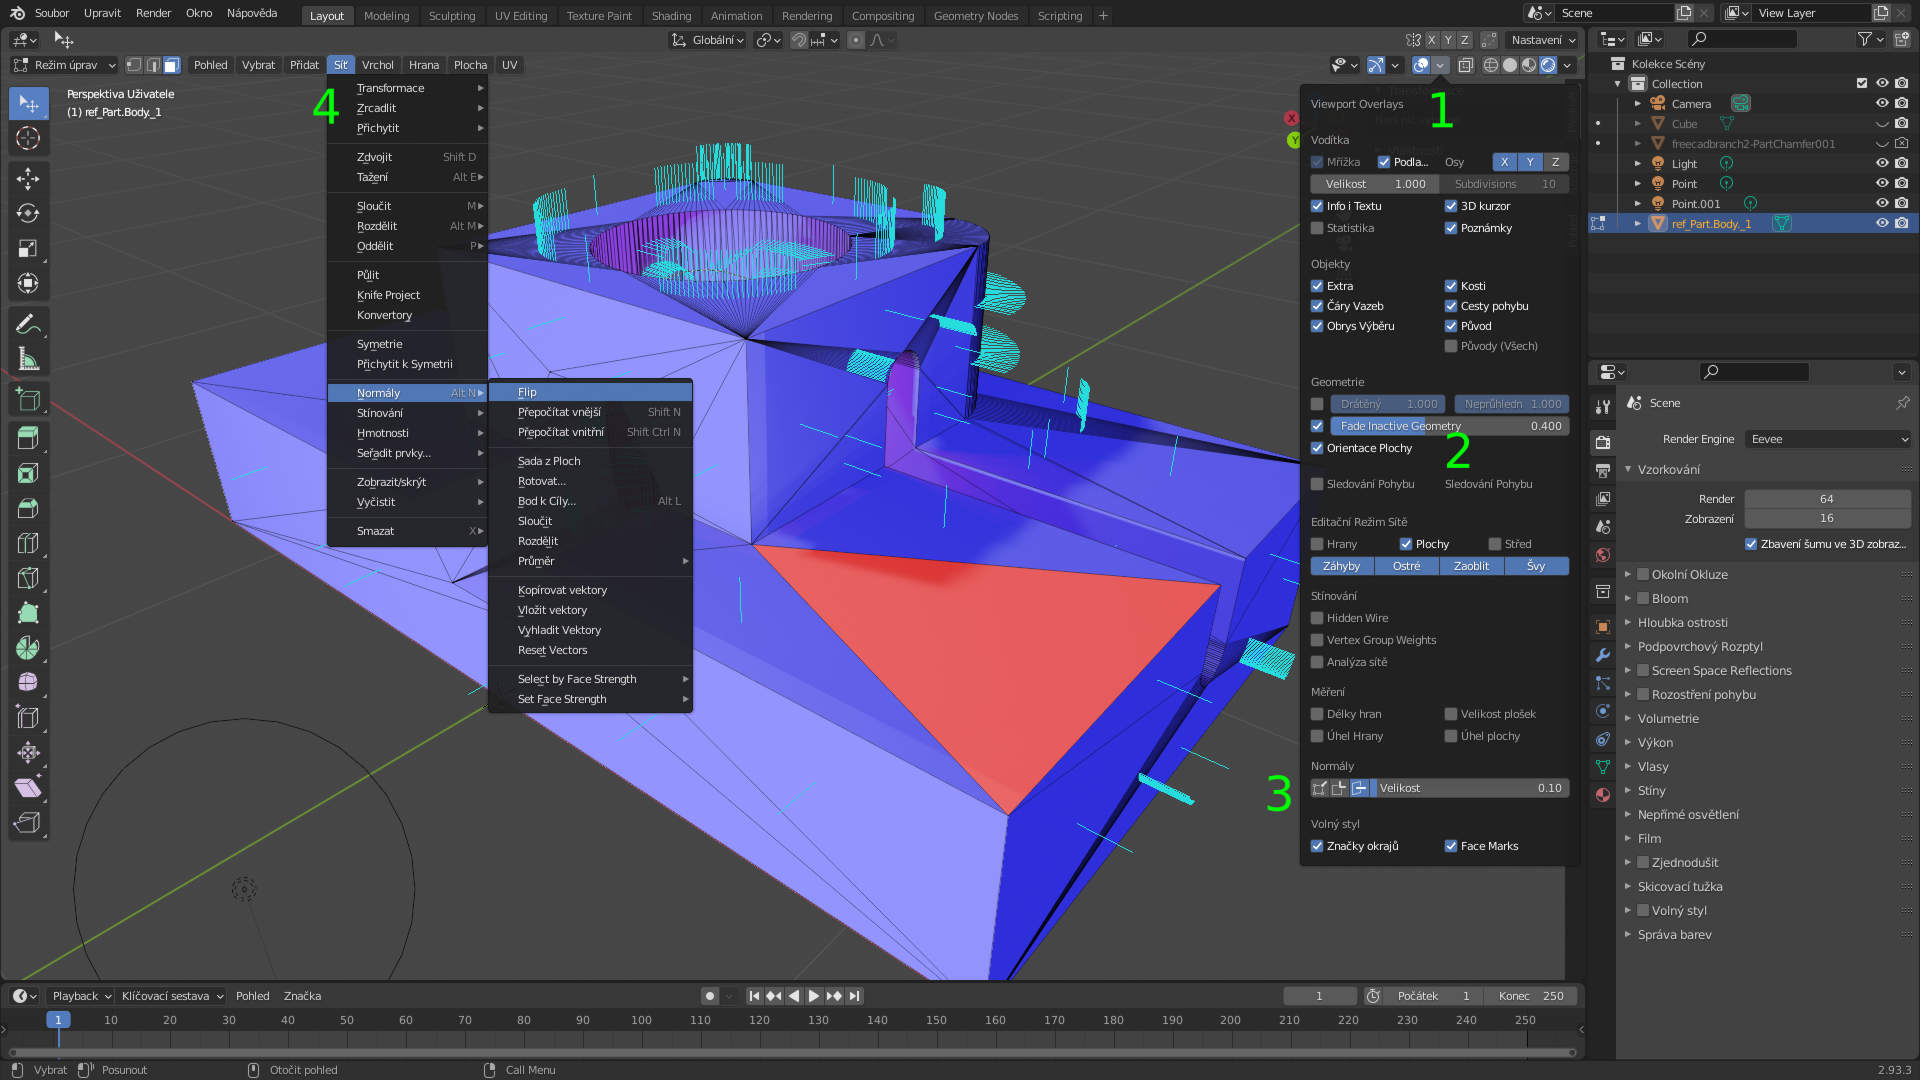 Soubor Upravit Render Okno Nápověda Layout Modeling Sculpting UV Editing Texture Paint Shading Animation Rendering Compositing Geometry Nodes Scripting + Scene View Layer
Globální X Y Z Nastavení
Režim úprav Pohled Vybrat Přidat Síť Vrchol Hrana Plocha UV
Perspektiva Uživatele
(1) ref_Part.Body._1
4
Transformace
Zrcadlit
Přichytit
Zdvojit Shift D
Tažení Alt E
Sloučit M
Rozdělit Alt M
Oddělit P
Půlit
Knife Project
Konvertory
Symetrie
Přichytit k Symetrii
Normály Alt N
Stínování
Hmotnosti
Seřadit prvky...
Zobrazit/skrýt
Vyčistit
Smazat X
Flip
Přepočítat vnější Shift N
Přepočítat vnitřní Shift Ctrl N
Sada z Ploch
Rotovat...
Bod k Cíly... Alt L
Sloučit
Rozdělit
Průměr
Kopírovat vektory
Vložit vektory
Vyhladit Vektory
Reset Vectors
Select by Face Strength
Set Face Strength
X
Y
1
Viewport Overlays
Vodítka
Mřížka Podla... Osy X Y Z
Velikost 1.000 Subdivisions 10
Info i Textu 3D kurzor
Statistika Poznámky
Objekty
Extra Kosti
Čáry Vazeb Cesty pohybu
Obrys Výběru Původ
Původy (Všech)
Geometrie
Drátěný 1.000 Neprůhledn 1.000
Fade Inactive Geometry 0.400
Orientace Plochy
2
Sledování Pohybu Sledování Pohybu
Editační Režim Sítě
Hrany Plochy Střed
Záhyby Ostré Zaoblit Švy
Stínování
Hidden Wire
Vertex Group Weights
Analýza sítě
Měření
Délky hran Velikost plošek
Úhel Hrany Úhel plochy
Normály
3
Velikost 0.10
Volný styl
Značky okrajů Face Marks
Kolekce Scény
Collection
Camera
Cube
freecadbranch2-PartChamfer001
Light
Point
Point.001
ref_Part.Body._1
Scene
Render Engine Eevee
Vzorkování
Render 64
Zobrazení 16
Zbavení šumu ve 3D zobraz...
Okolní Okluze
Bloom
Hloubka ostrosti
Podpovrchový Rozptyl
Screen Space Reflections
Rozostření pohybu
Volumetrie
Výkon
Vlasy
Stíny
Nepřímé osvětlení
Film
Zjednodušit
Skicovací tužka
Volný styl
Správa barev
Playback Klíčovací sestava Pohled Značka 1 Počátek 1 Konec 250
1 10 20 30 40 50 60 70 80 90 100 110 120 130 140 150 160 170 180 190 200 210 220 230 240 250
Vybrat Posunout Otočit pohled Call Menu 2.93.3